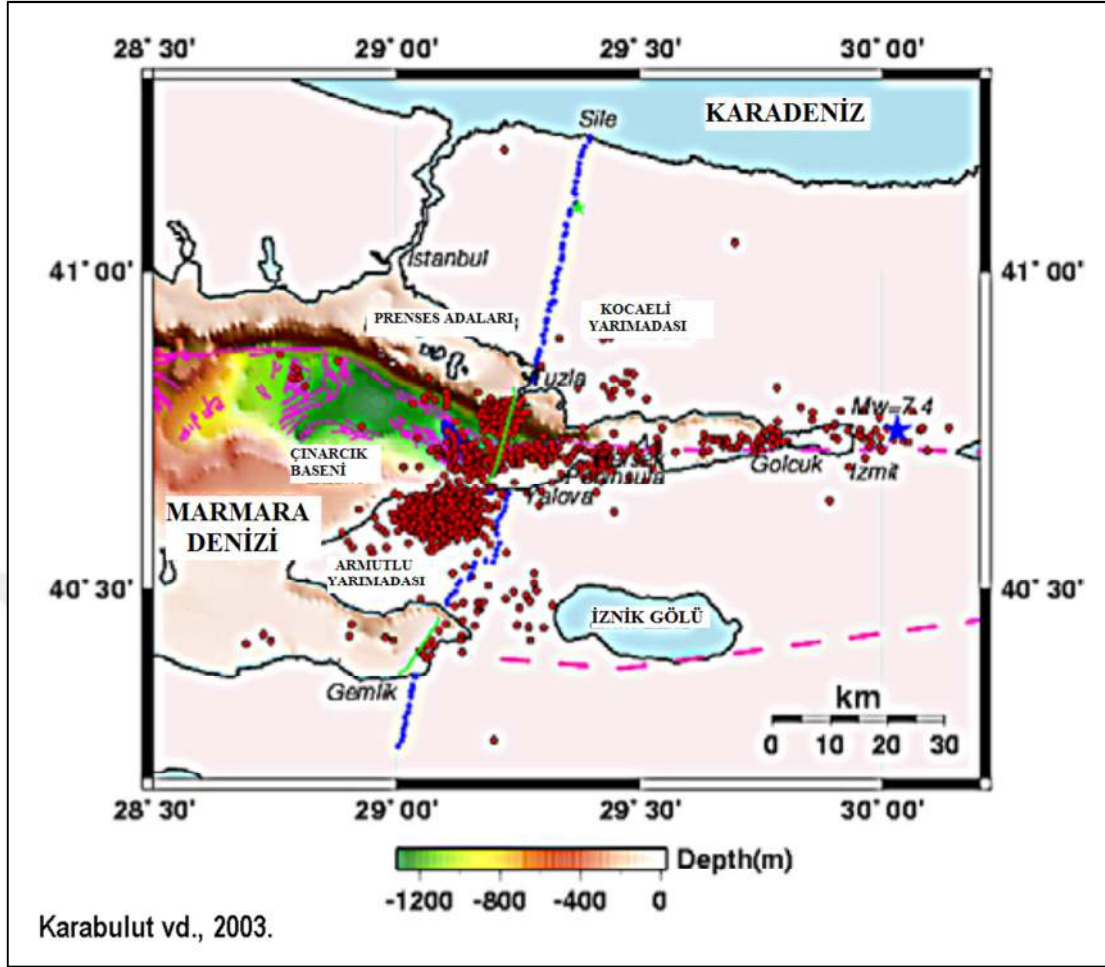 28° 30' 29° 00' 29° 30' 30° 00'
KARADENİZ
Sile
Istanbul
41° 00' 41° 00'
PRENSES ADALARI
KOCAELİ
YARIMADASI
Tuzla
Mw=7.4
Golcuk
Izmit
Yalova
ÇINARCIK
BASENİ
MARMARA
DENİZİ
ARMUTLU
YARIMADASI
40° 30' 40° 30'
İZNİK GÖLÜ
Gemlik
km
0 10 20 30
28° 30' 29° 00' 29° 30' 30° 00'
Depth(m)
-1200 -800 -400 0
Karabulut vd., 2003.